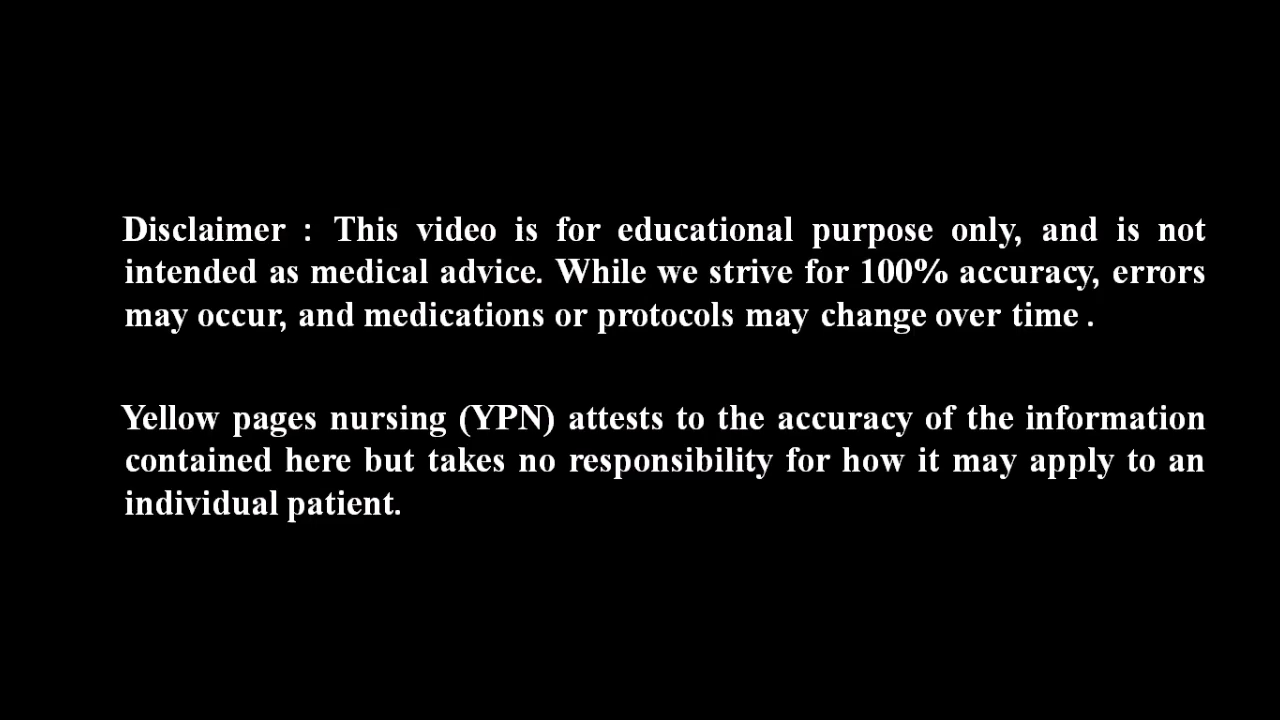 Disclaimer : This video is for educational purpose only, and is not
intended as medical advice. While we strive for 100% accuracy, errors
may occur, and medications or protocols may change over time .
Yellow pages nursing (YPN) attests to the accuracy of the information
contained here but takes no responsibility for how it may apply to an
individual patient.